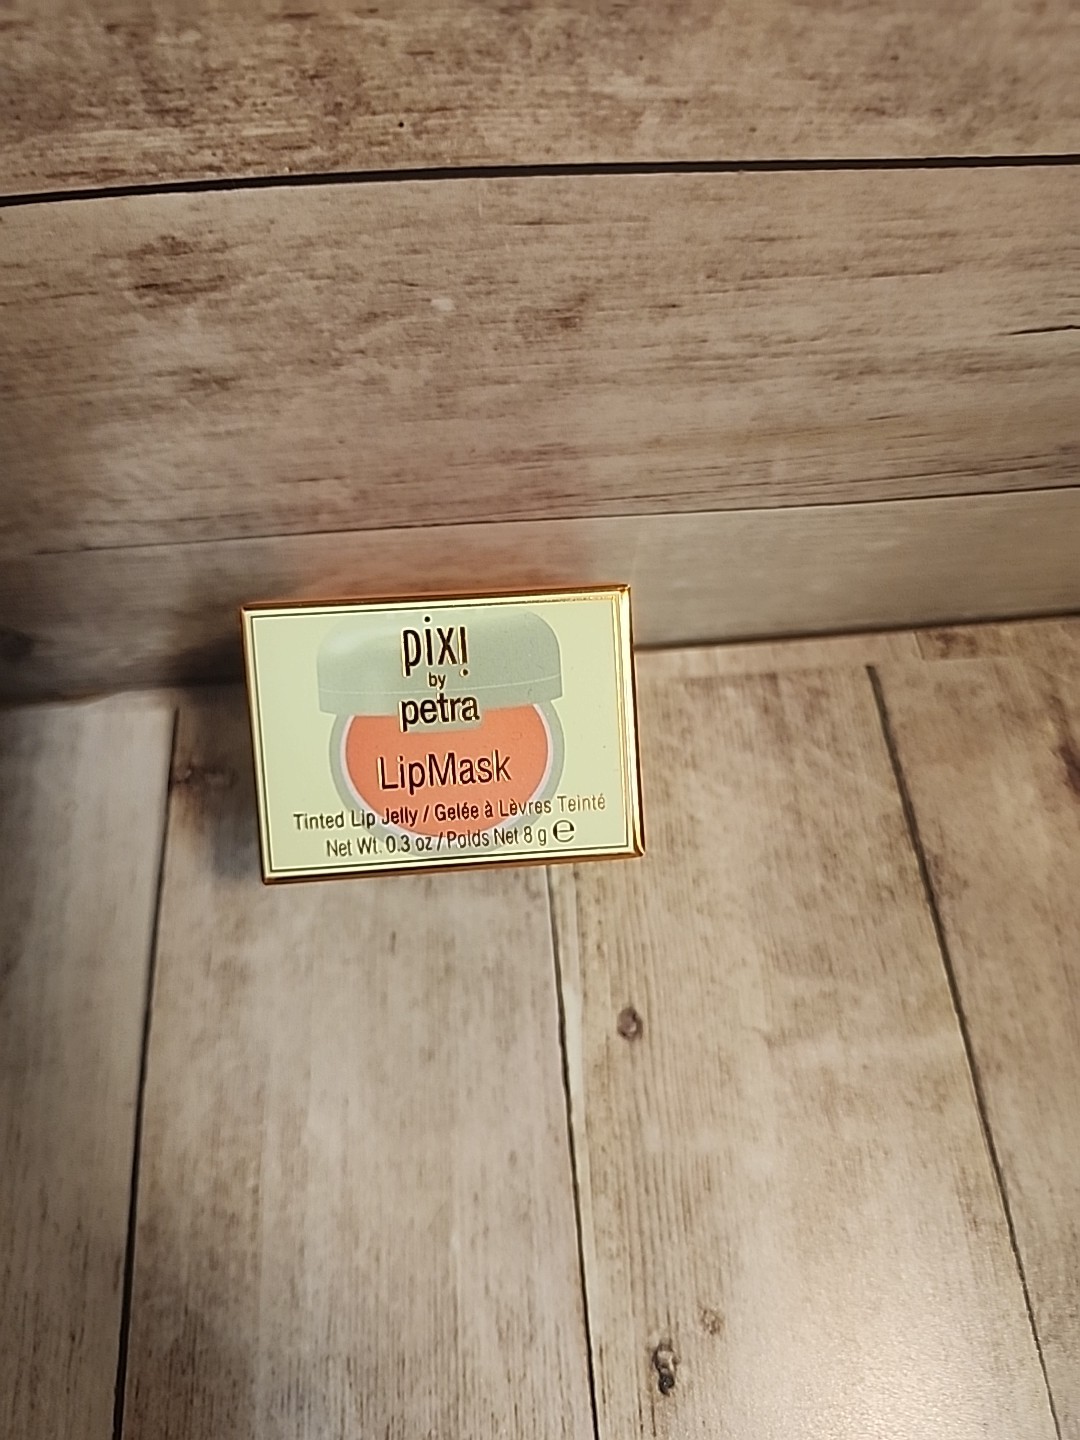 pixi
by
petra
LipMask
Tinted Lip Jelly / Gelée à Lèvres Teinté
Net Wt. 0.3 oz / Poids Net 8 g ℮